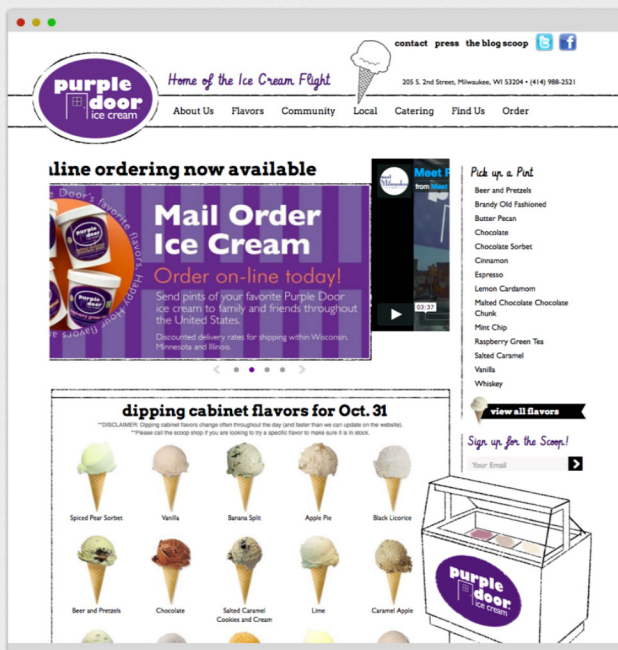 contact press the blog scoop
purple
door
ice cream
Home of the Ice Cream Flight
205 S. 2nd Street, Milwaukee, WI 53204 • (414) 988-2521
About Us Flavors Community Local Catering Find Us Order
line ordering now available
Mail Order
Ice Cream
Order on-line today!
Send pints of your favorite Purple Door
ice cream to family and friends throughout
the United States.
Discounted delivery rates for shipping within Wisconsin,
Minnesota and Illinois.
Door's favorite flavors. Happy Hour
Meet P
from Meet
03:37
Pick up a Pint
Beer and Pretzels
Brandy Old Fashioned
Butter Pecan
Chocolate
Chocolate Sorbet
Cinnamon
Espresso
Lemon Cardamom
Malted Chocolate Chocolate
Chunk
Mint Chip
Raspberry Green Tea
Salted Caramel
Vanilla
Whiskey
view all flavors
Sign up for the Scoop!
Your Email
dipping cabinet flavors for Oct. 31
**DISCLAIMER: Dipping cabinet flavors change often throughout the day (and faster than we can update on the website).
**Please call the scoop shop if you are looking to try a specific flavor to make sure it is in stock.
Spiced Pear Sorbet Vanilla Banana Split Apple Pie Black Licorice
Beer and Pretzels Chocolate Salted Caramel Lime Caramel Apple
Cookies and Cream
purple
door
ice cream